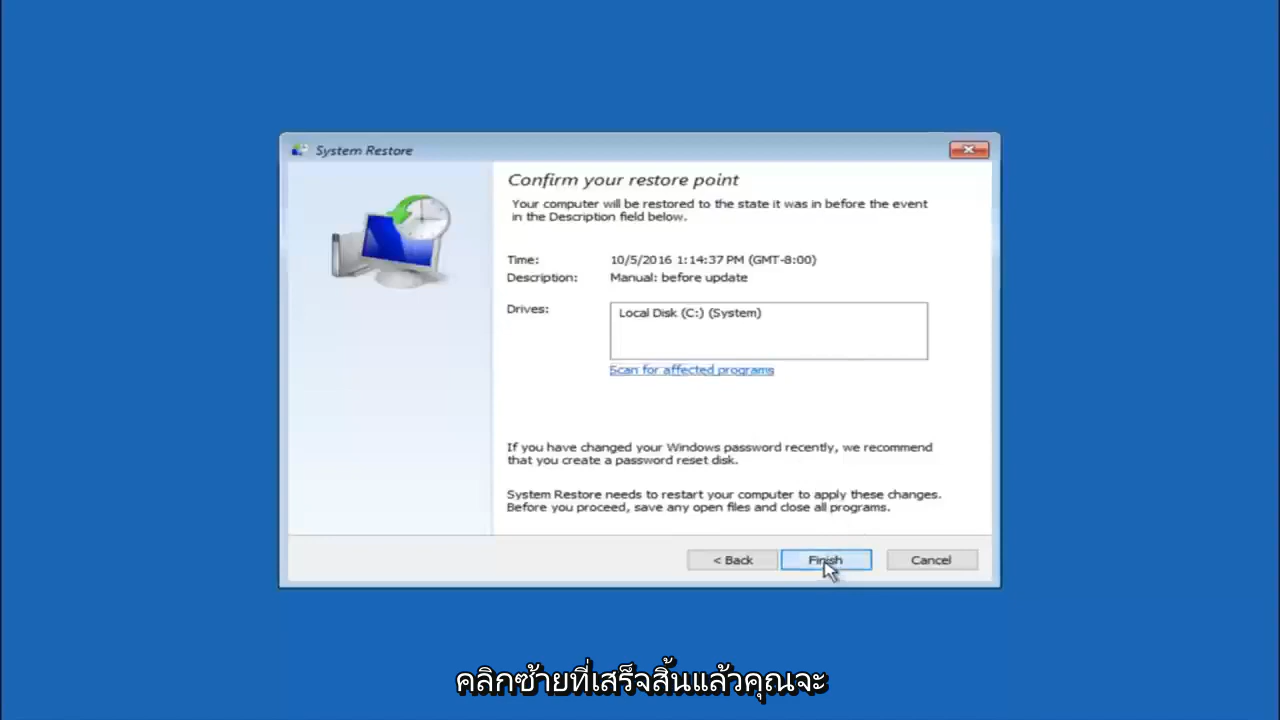 System Restore
Confirm your restore point
Your computer will be restored to the state it was in before the event
in the Description field below.
Time: 10/5/2016 1:14:37 PM (GMT-8:00)
Description: Manual: before update
Drives: Local Disk (C:) (System)
Scan for affected programs
If you have changed your Windows password recently, we recommend
that you create a password reset disk.
System Restore needs to restart your computer to apply these changes.
Before you proceed, save any open files and close all programs.
< Back Finish Cancel
คลิกซ้ายที่เสร็จสิ้นแล้วคุณจะ